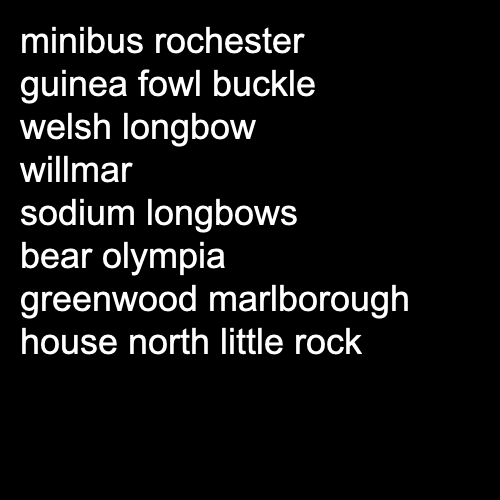 minibus rochester
guinea fowl buckle
welsh longbow
willmar
sodium longbows
bear olympia
greenwood marlborough
house north little rock